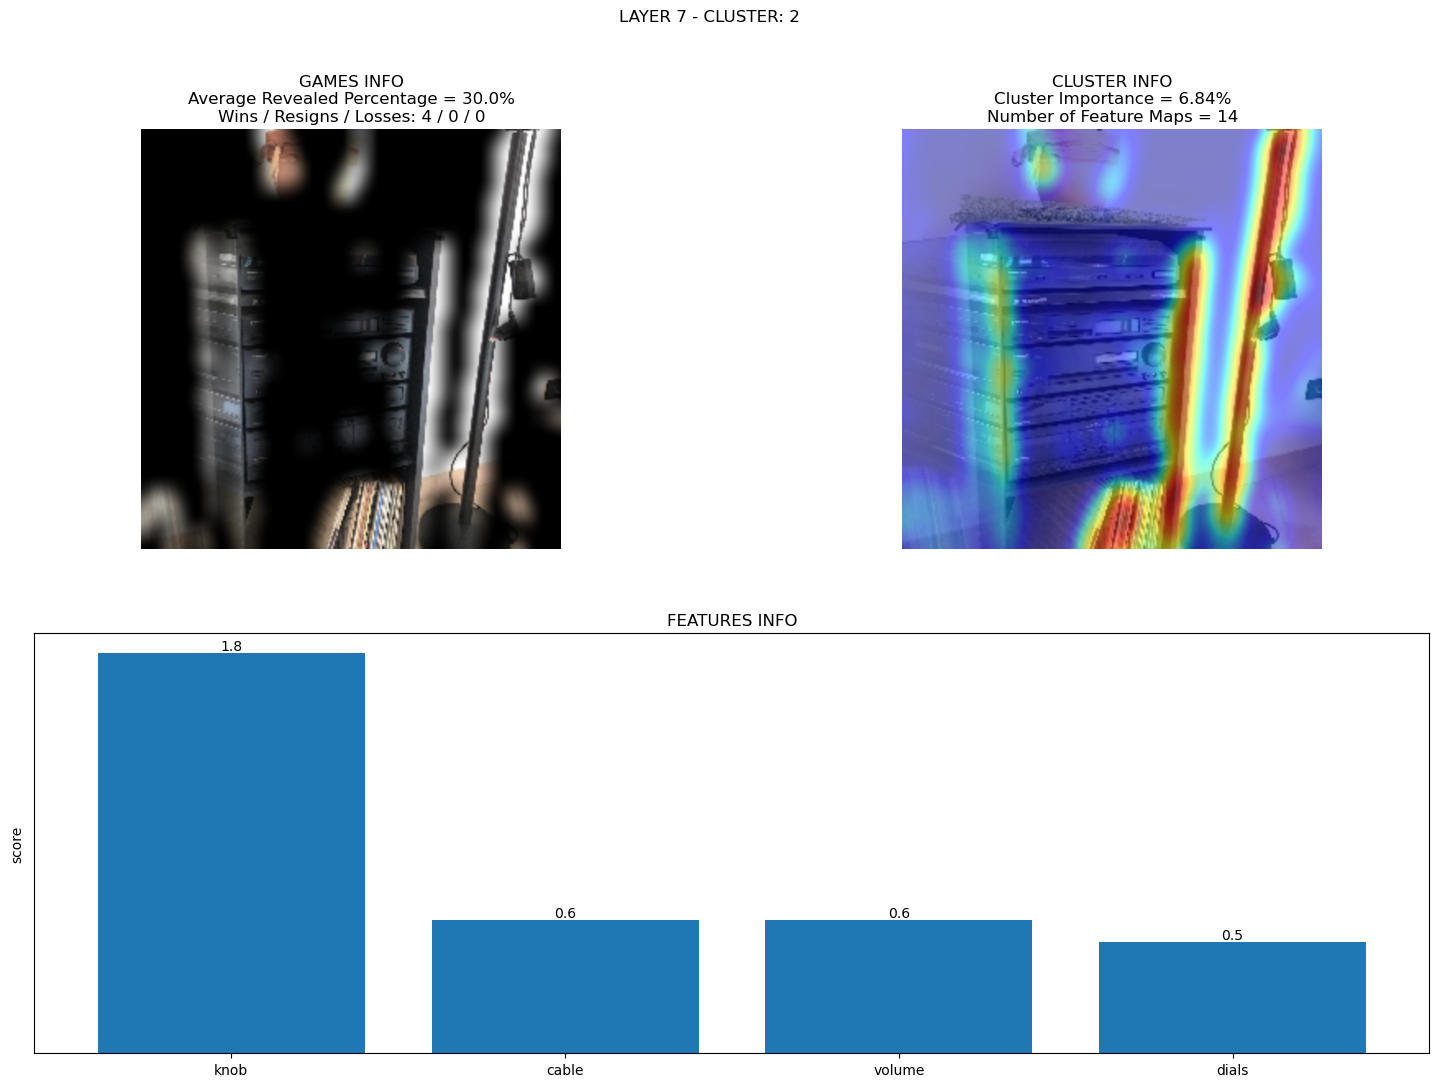 LAYER 7 - CLUSTER: 2
GAMES INFO
Average Revealed Percentage = 30.0%
Wins / Resigns / Losses: 4 / 0 / 0
CLUSTER INFO
Cluster Importance = 6.84%
Number of Feature Maps = 14
FEATURES INFO
score
1.8
0.6
0.6
0.5
knob
cable
volume
dials